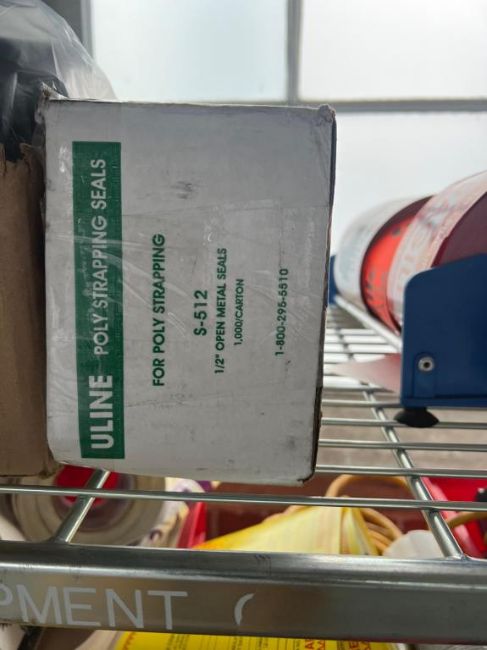 ULINE POLY STRAPPING SEALS
FOR POLY STRAPPING
S-512
1/2" OPEN METAL SEALS
1,000/CARTON
1-800-295-5510
PMENT